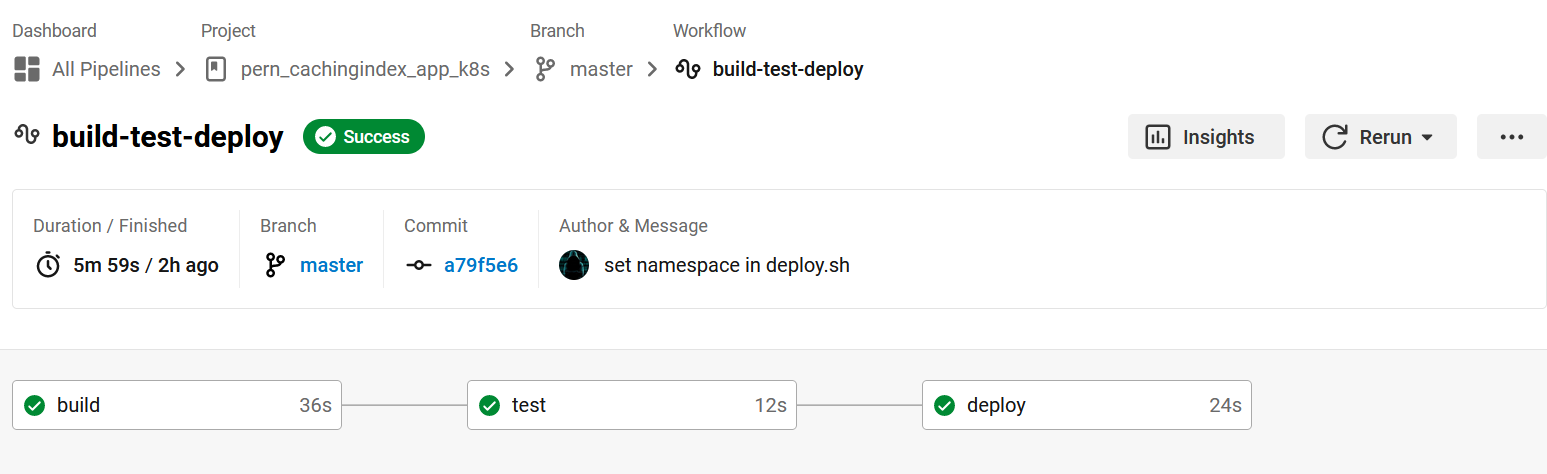 Dashboard Project Branch Workflow
All Pipelines pern_cachingindex_app_k8s master build-test-deploy
build-test-deploy Success Insights Rerun
Duration / Finished Branch Commit Author & Message
5m 59s / 2h ago master a79f5e6 set namespace in deploy.sh
build 36s test 12s deploy 24s